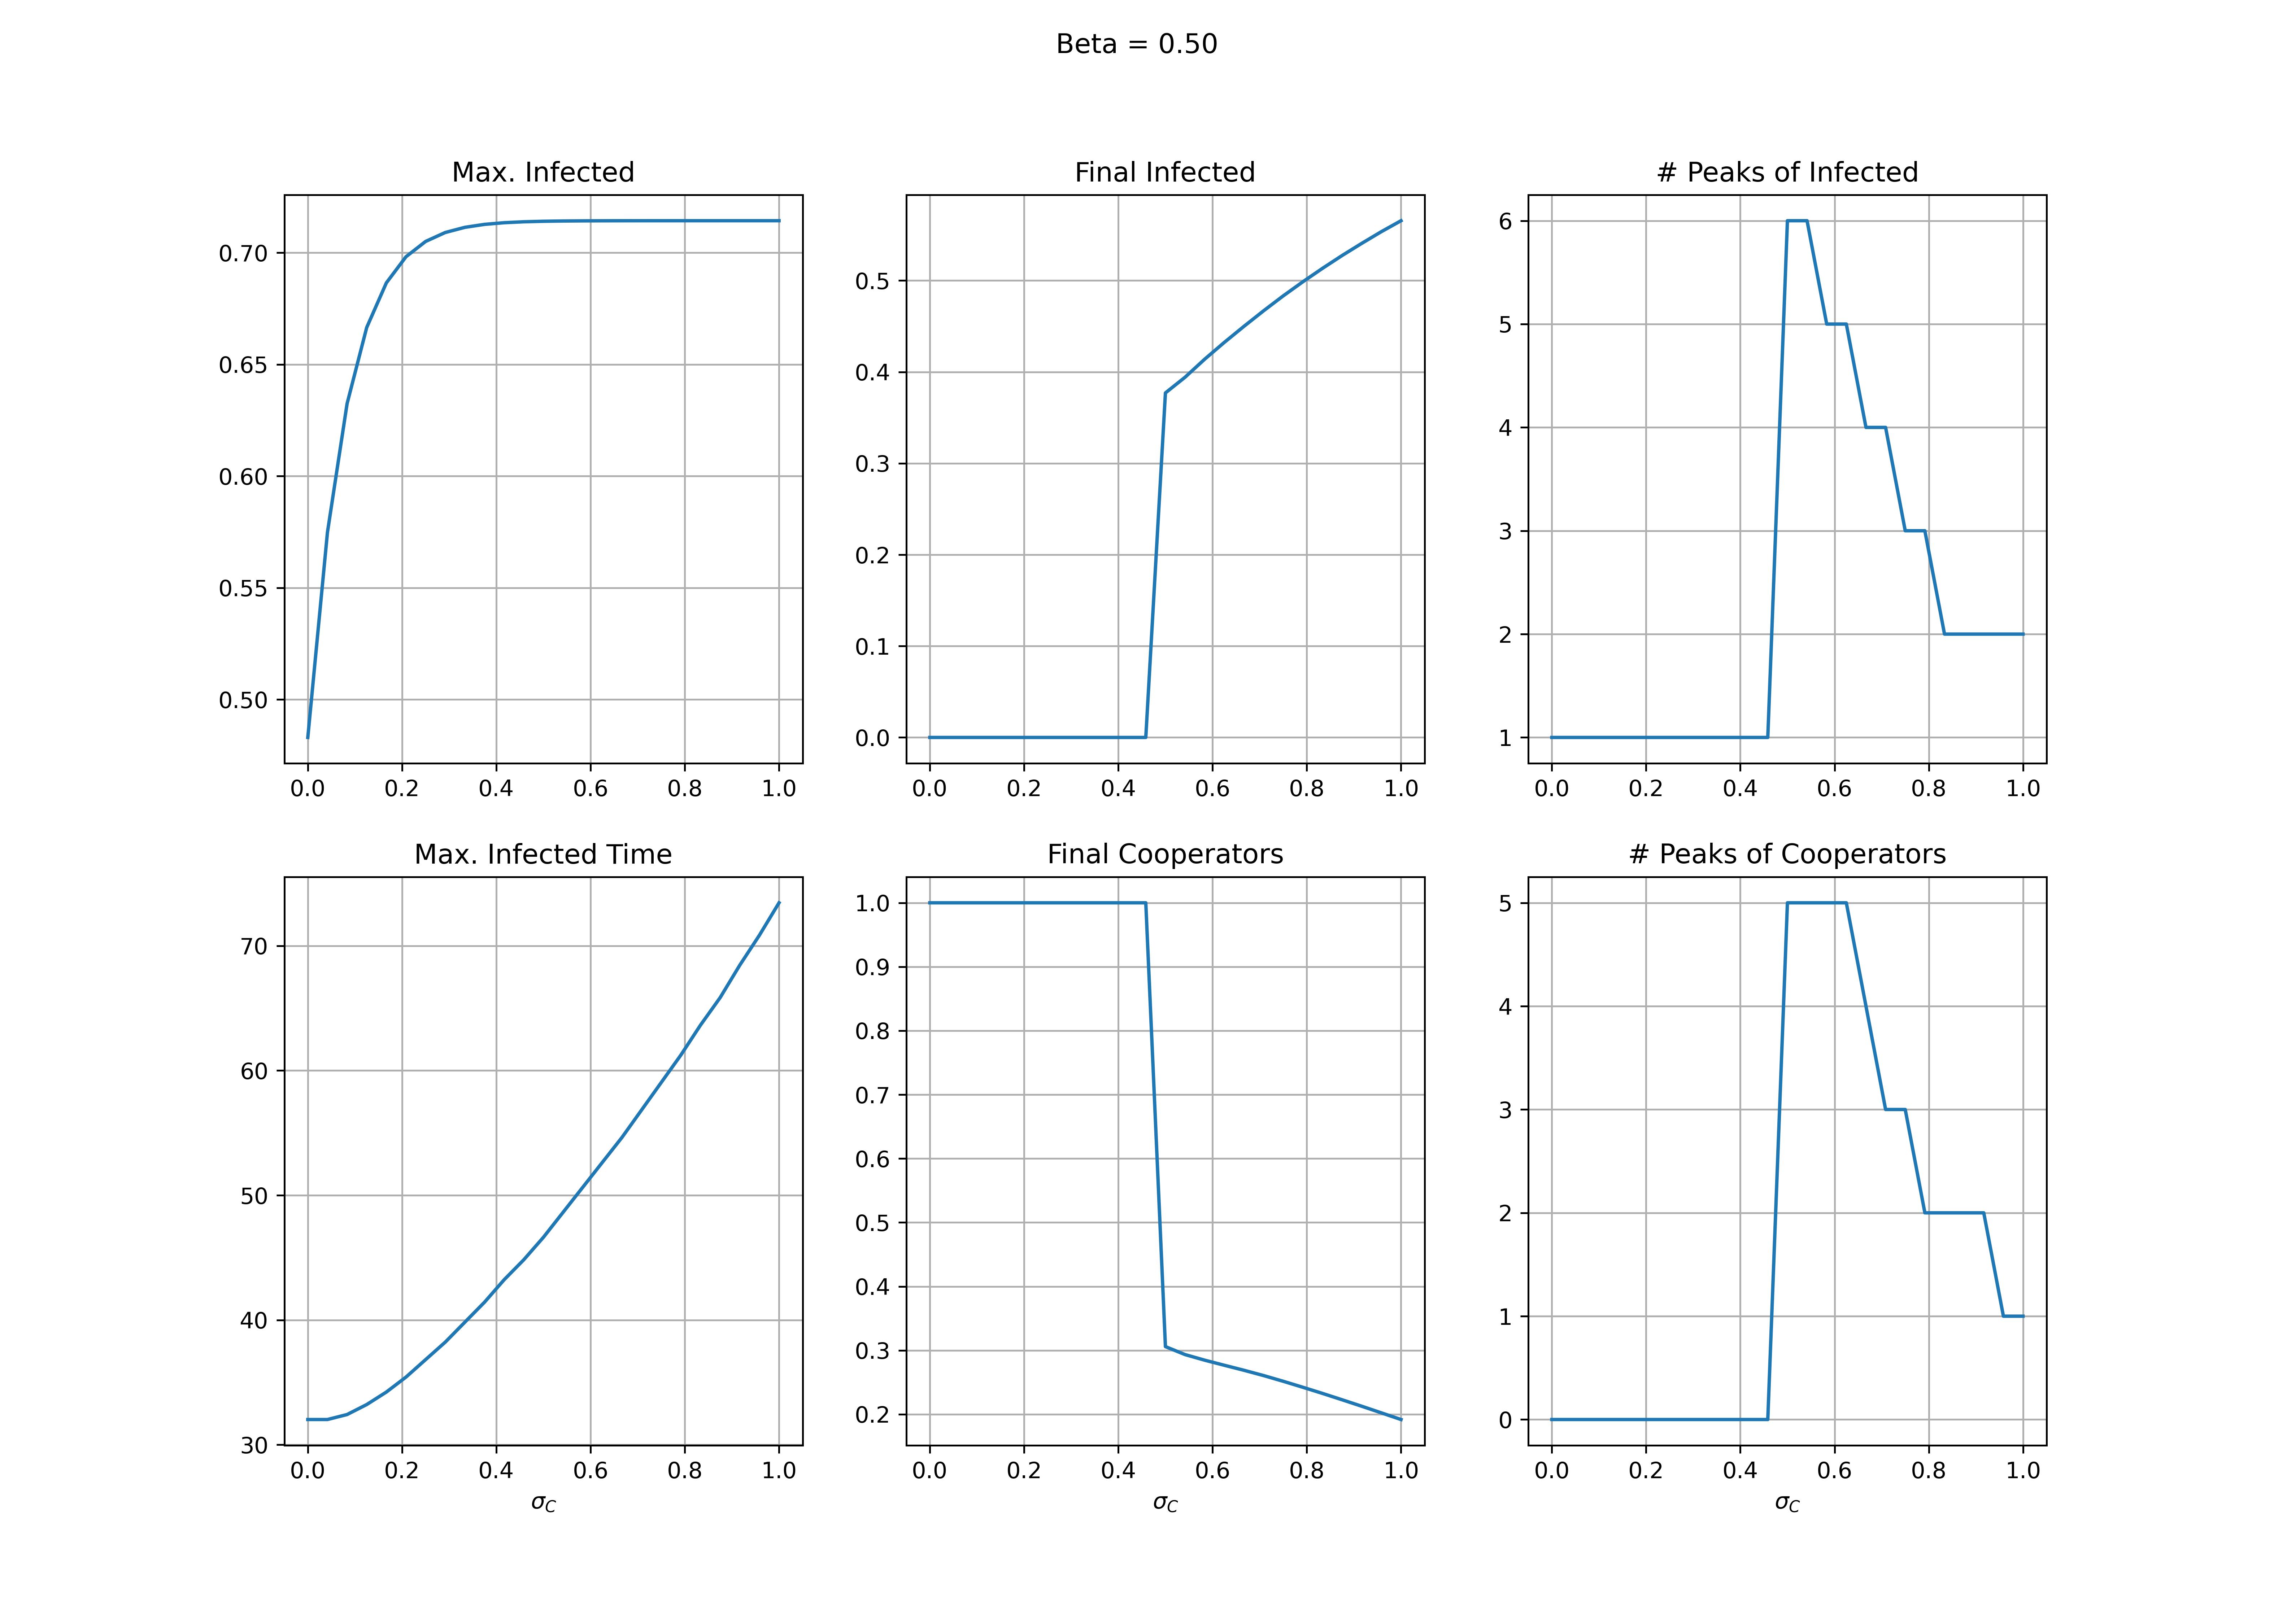 Beta = 0.50
Max. Infected
0.70
0.65
0.60
0.55
0.50
0.0 0.2 0.4 0.6 0.8 1.0
Final Infected
0.5
0.4
0.3
0.2
0.1
0.0
0.0 0.2 0.4 0.6 0.8 1.0
# Peaks of Infected
6
5
4
3
2
1
0.0 0.2 0.4 0.6 0.8 1.0
Max. Infected Time
70
60
50
40
30
0.0 0.2 0.4 0.6 0.8 1.0
σC
Final Cooperators
1.0
0.9
0.8
0.7
0.6
0.5
0.4
0.3
0.2
0.0 0.2 0.4 0.6 0.8 1.0
σC
# Peaks of Cooperators
5
4
3
2
1
0
0.0 0.2 0.4 0.6 0.8 1.0
σC